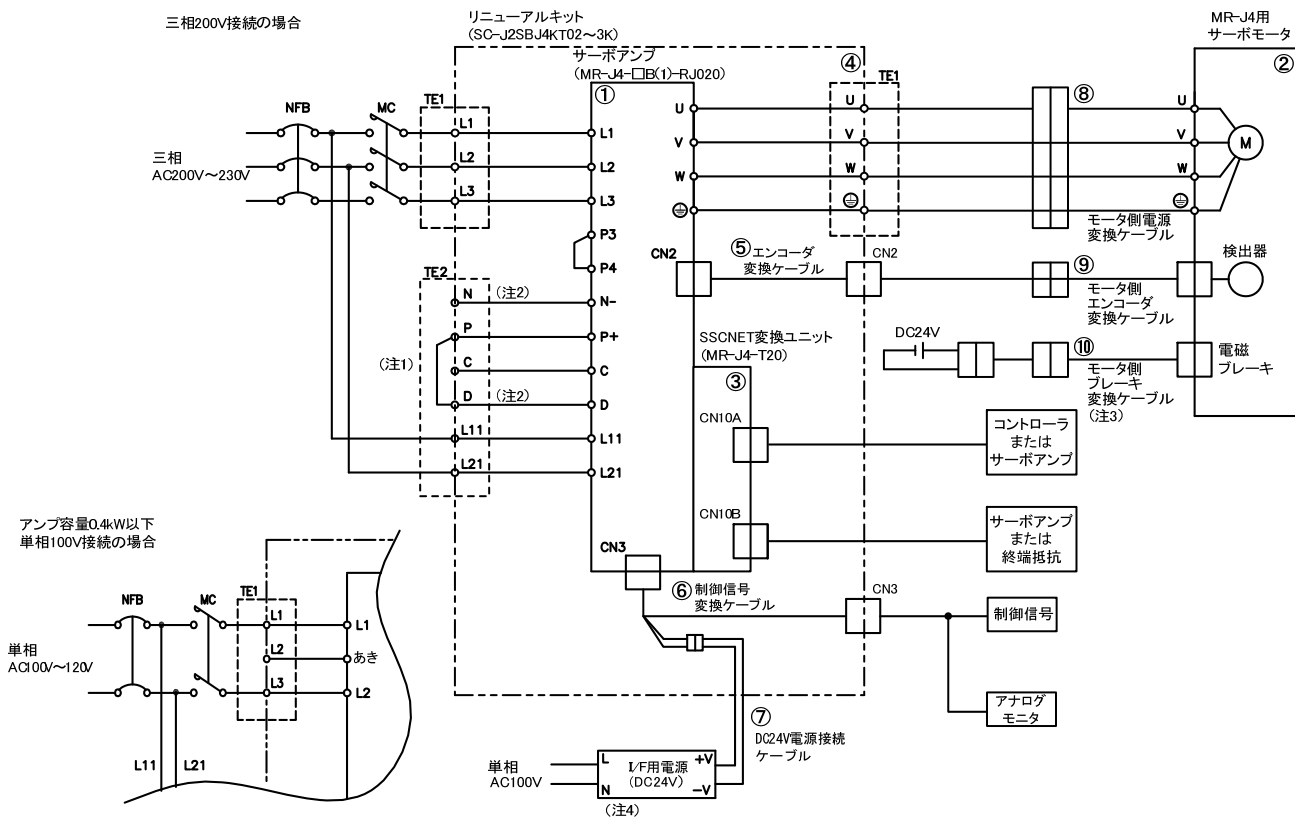 三相200V接続の場合
リニューアルキット
(SC-J2SBJ4KT02～3K)
サーボアンプ
(MR-J4-□B(1)-RJ020)
①
④
TE1
MR-J4用
サーボモータ
②
NFB
MC
TE1
三相
AC200V～230V
L1
L2
L3
L1
L2
L3
P3
P4
N-
P+
C
D
L11
L21
U
V
W
U
V
W
⑧
U
V
W
M
モータ側電源
変換ケーブル
TE2
N
(注2)
P
(注1)
C
D
(注2)
L11
L21
CN2
⑤エンコーダ
変換ケーブル
CN2
⑨
モータ側
エンコーダ
変換ケーブル
検出器
SSCNET変換ユニット
(MR-J4-T20)
③
DC24V
⑩
モータ側
ブレーキ
変換ケーブル
(注3)
電磁
ブレーキ
CN10A
コントローラ
または
サーボアンプ
CN10B
サーボアンプ
または
終端抵抗
CN3
⑥制御信号
変換ケーブル
CN3
制御信号
アナログ
モニタ
⑦
DC24V電源接続
ケーブル
単相
AC100V
L
N
I/F用電源
(DC24V)
+V
-V
(注4)
アンプ容量0.4kW以下
単相100V接続の場合
NFB
MC
TE1
単相
AC100V～120V
L1
L2
L3
L1
あき
L2
L11
L21